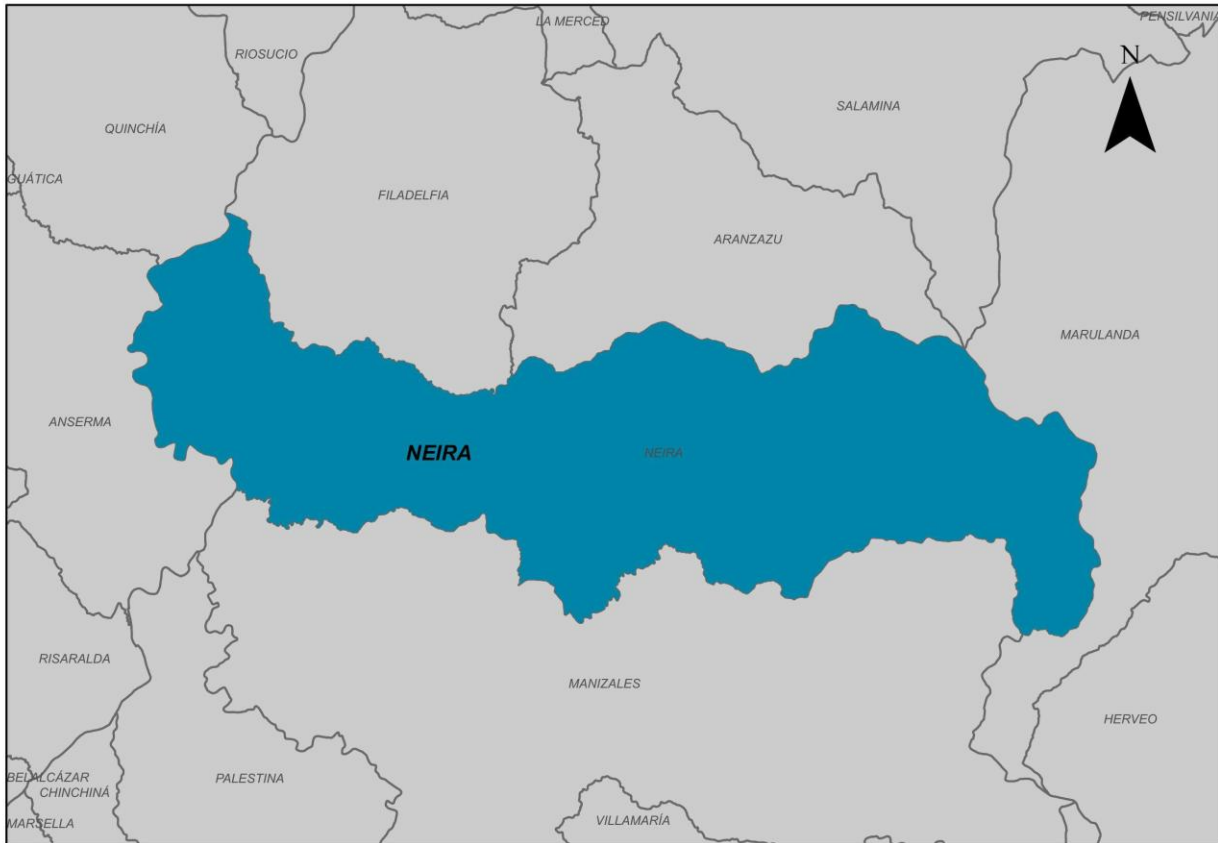 LA MERCED
PENSILVANIA
RIOSUCIO
N
SALAMINA
QUINCHÍA
GUÁTICA
FILADELFIA
ARANZAU
MARULANDA
ANSERMA
NEIRA
NEIRA
RISARALDA
MANIZALES
HERVEO
BELALCÁZAR
PALESTINA
CHINCHINÁ
MARSELLA
VILLAMARÍA